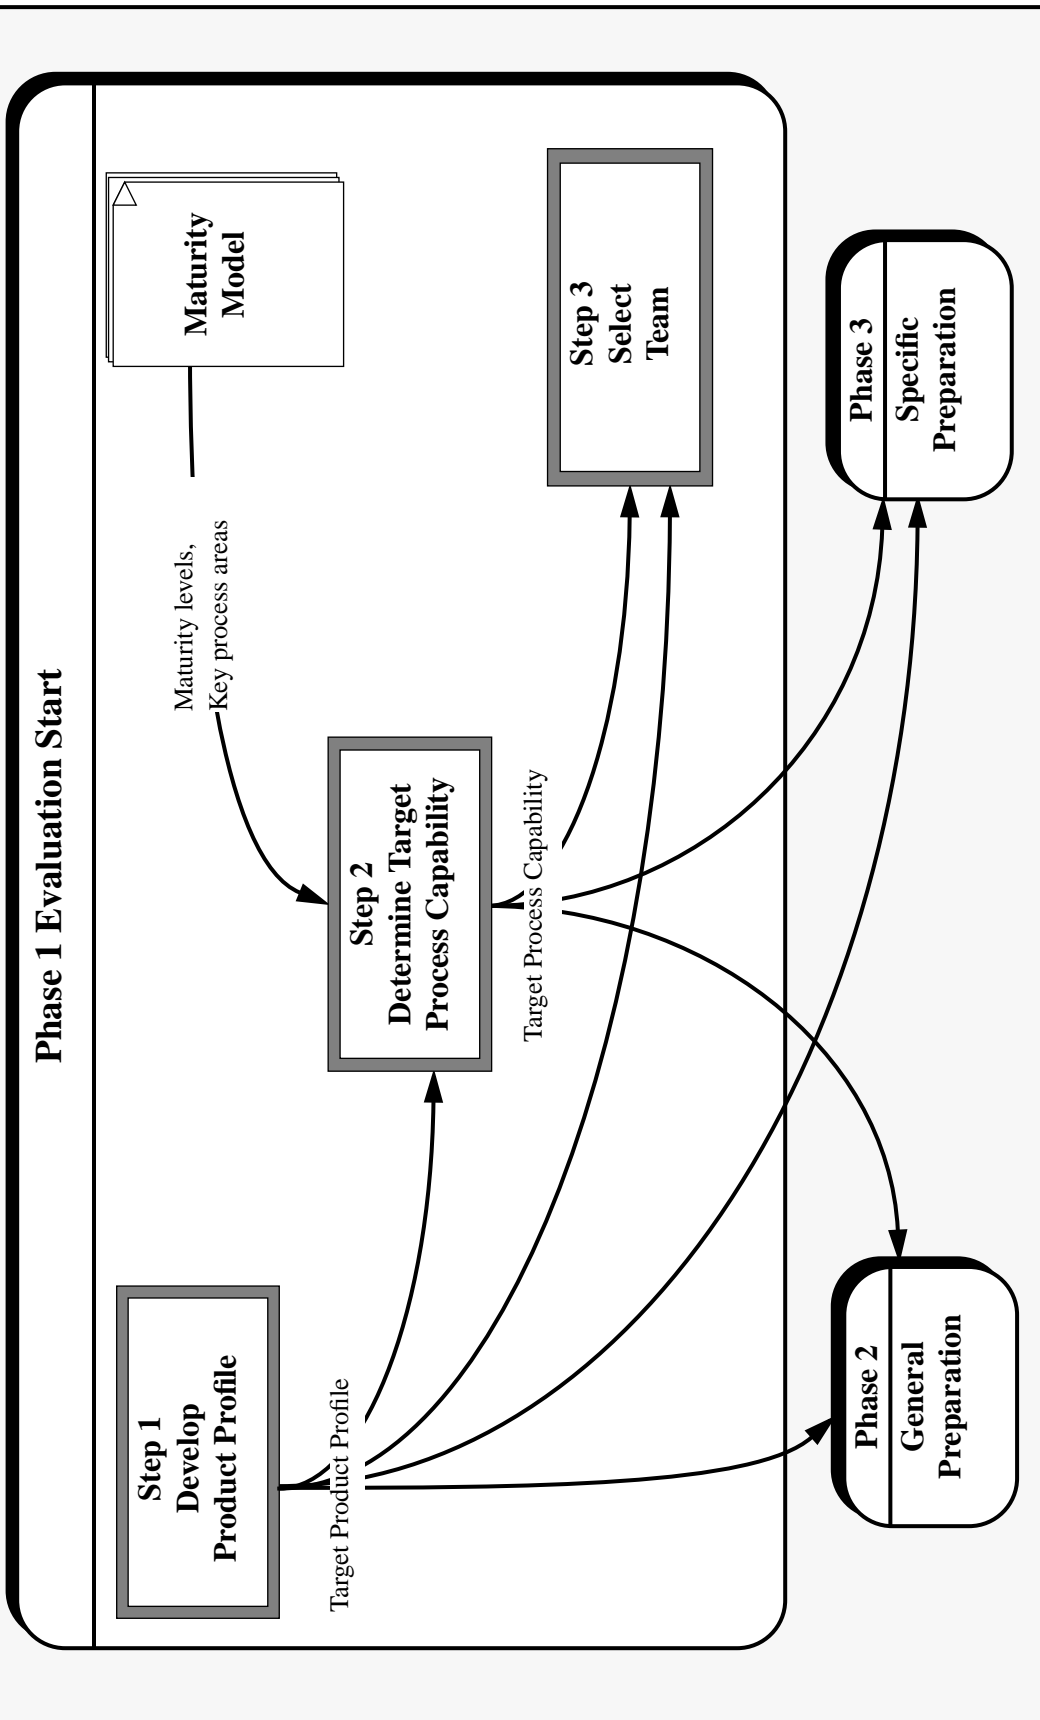 Phase 1 Evaluation Start
Step 1
Develop
Product Profile
Target Product Profile
Step 2
Determine Target
Process Capability
Target Process Capability
Maturity levels,
Key process areas
Maturity
Model
Step 3
Select
Team
Phase 2
General
Preparation
Phase 3
Specific
Preparation